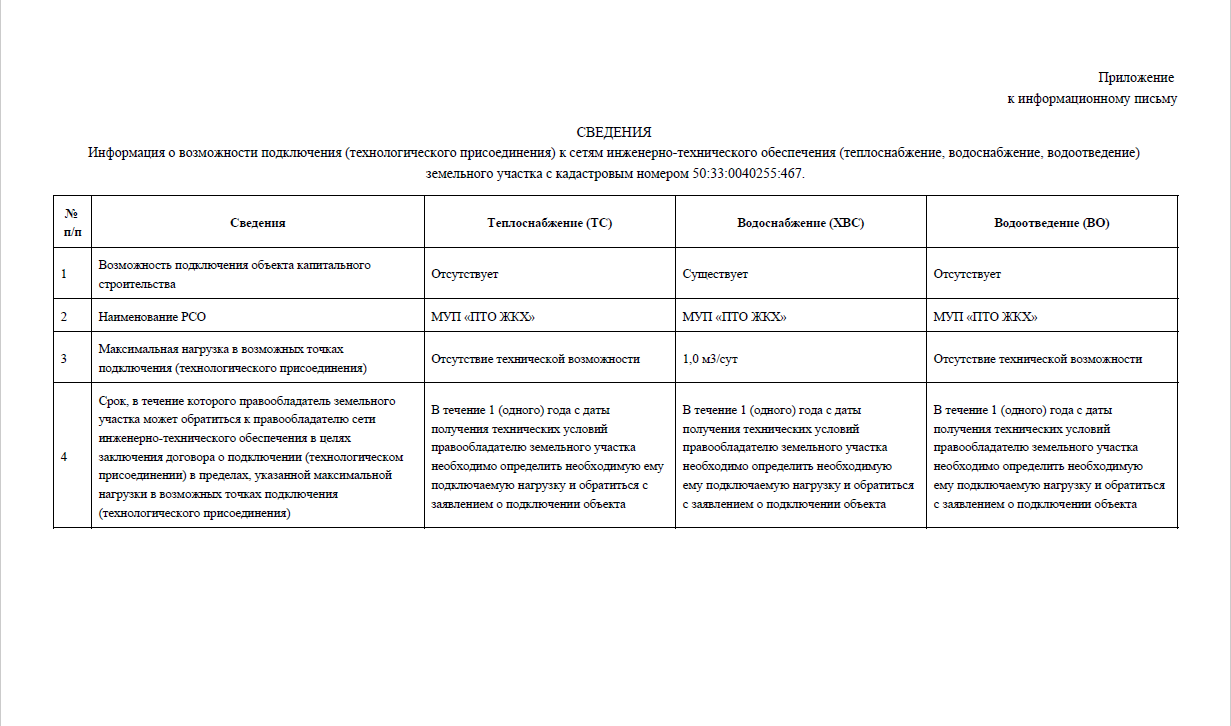 Приложение
к информационному письму
СВЕДЕНИЯ
Информация о возможности подключения (технологического присоединения) к сетям инженерно-технического обеспечения (теплоснабжение, водоснабжение, водоотведение)
земельного участка с кадастровым номером 50:33:0040255:467.
№
п/п
Сведения
Теплоснабжение (ТС)
Водоснабжение (ХВС)
Водоотведение (ВО)
1
Возможность подключения объекта капитального
строительства
Отсутствует
Существует
Отсутствует
2
Наименование РСО
МУП «ПТО ЖКХ»
МУП «ПТО ЖКХ»
МУП «ПТО ЖКХ»
3
Максимальная нагрузка в возможных точках
подключения (технологического присоединения)
Отсутствие технической возможности
1,0 м3/сут
Отсутствие технической возможности
4
Срок, в течение которого правообладатель земельного
участка может обратиться к правообладателю сети
инженерно-технического обеспечения в целях
заключения договора о подключении (технологическом
присоединении) в пределах, указанной максимальной
нагрузки в возможных точках подключения
(технологического присоединения)
В течение 1 (одного) года с даты
получения технических условий
правообладателю земельного участка
необходимо определить необходимую ему
подключаемую нагрузку и обратиться с
заявлением о подключении объекта
В течение 1 (одного) года с даты
получения технических условий
правообладателю земельного участка
необходимо определить необходимую
ему подключаемую нагрузку и обратиться
с заявлением о подключении объекта
В течение 1 (одного) года с даты
получения технических условий
правообладателю земельного участка
необходимо определить необходимую
ему подключаемую нагрузку и обратиться
с заявлением о подключении объекта